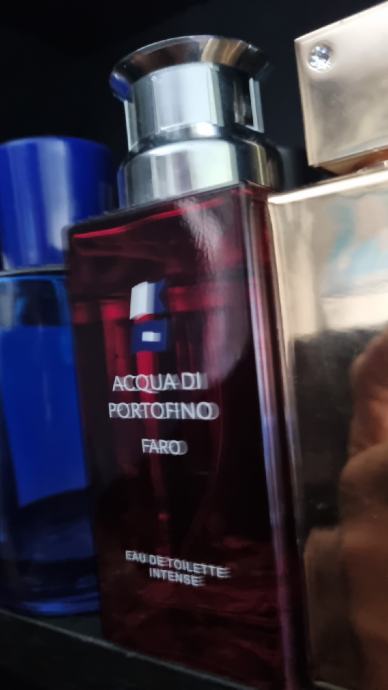 ACQUA DI
PORTOFINO
FARO
EAU DE TOILETTE
INTENSE